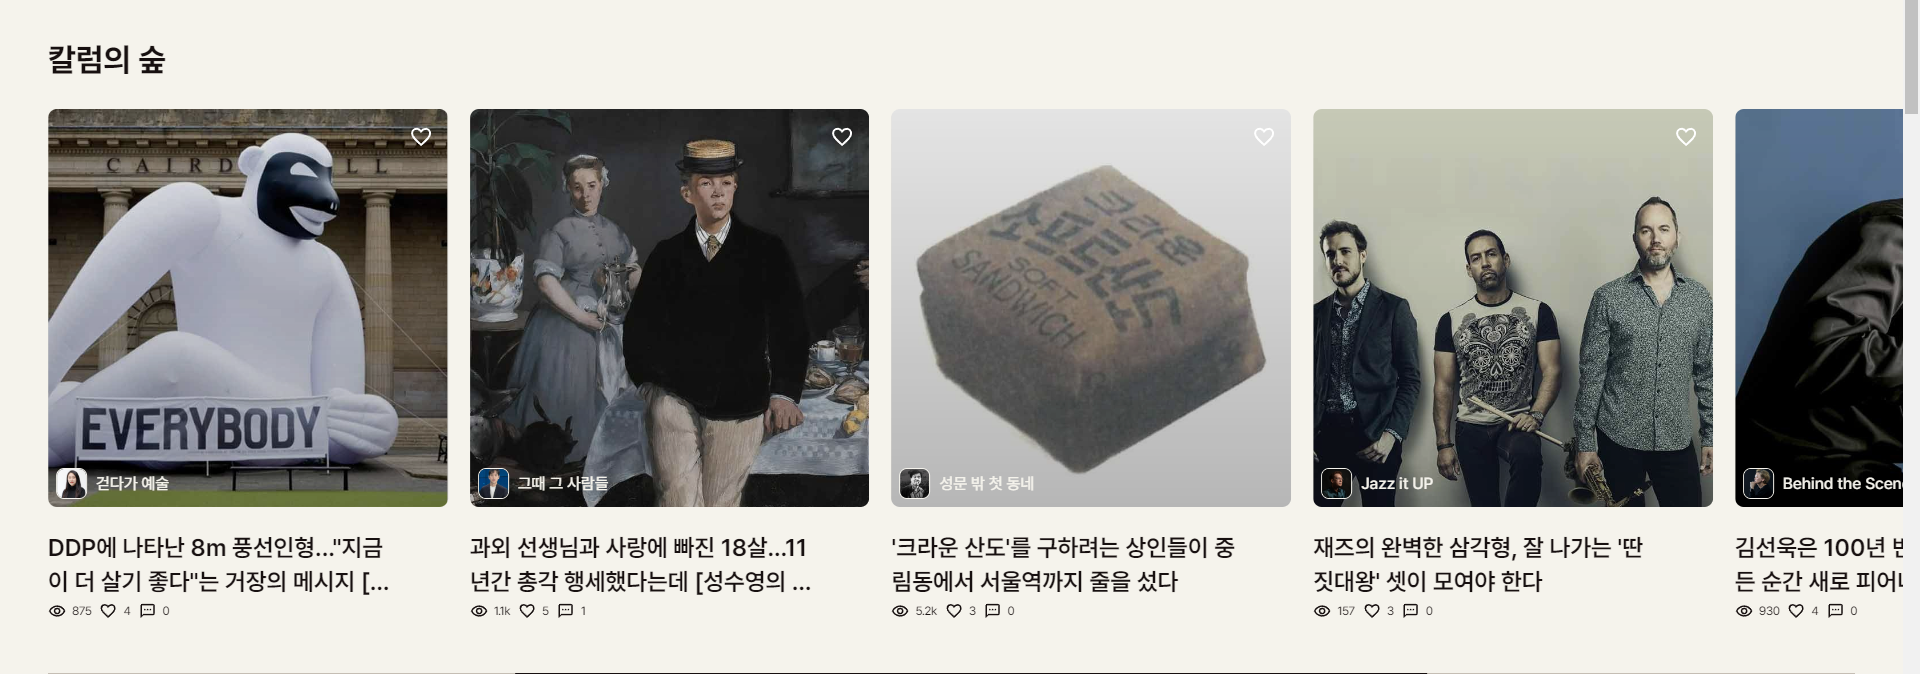 칼럼의 숲
CAIRD
LL
EVERYBODY
걷다가 예술
DDP에 나타난 8m 풍선인형..."지금
이 더 살기 좋다"는 거장의 메시지 [...
875 4 0
그때 그 사람들
과외 선생님과 사랑에 빠진 18살...11
년간 총각 행세했다는데 [성수영의 ...
1.1k 5 1
크라운
소프트산도
SOFT
SANDWICH
성문 밖 첫 동네
'크라운 산도'를 구하려는 상인들이 중
림동에서 서울역까지 줄을 섰다
5.2k 3 0
Jazz it UP
재즈의 완벽한 삼각형, 잘 나가는 '딴
짓대왕' 셋이 모여야 한다
157 3 0
Behind the Scen
김선욱은 100년
든 순간 새로 피어
930 4 0